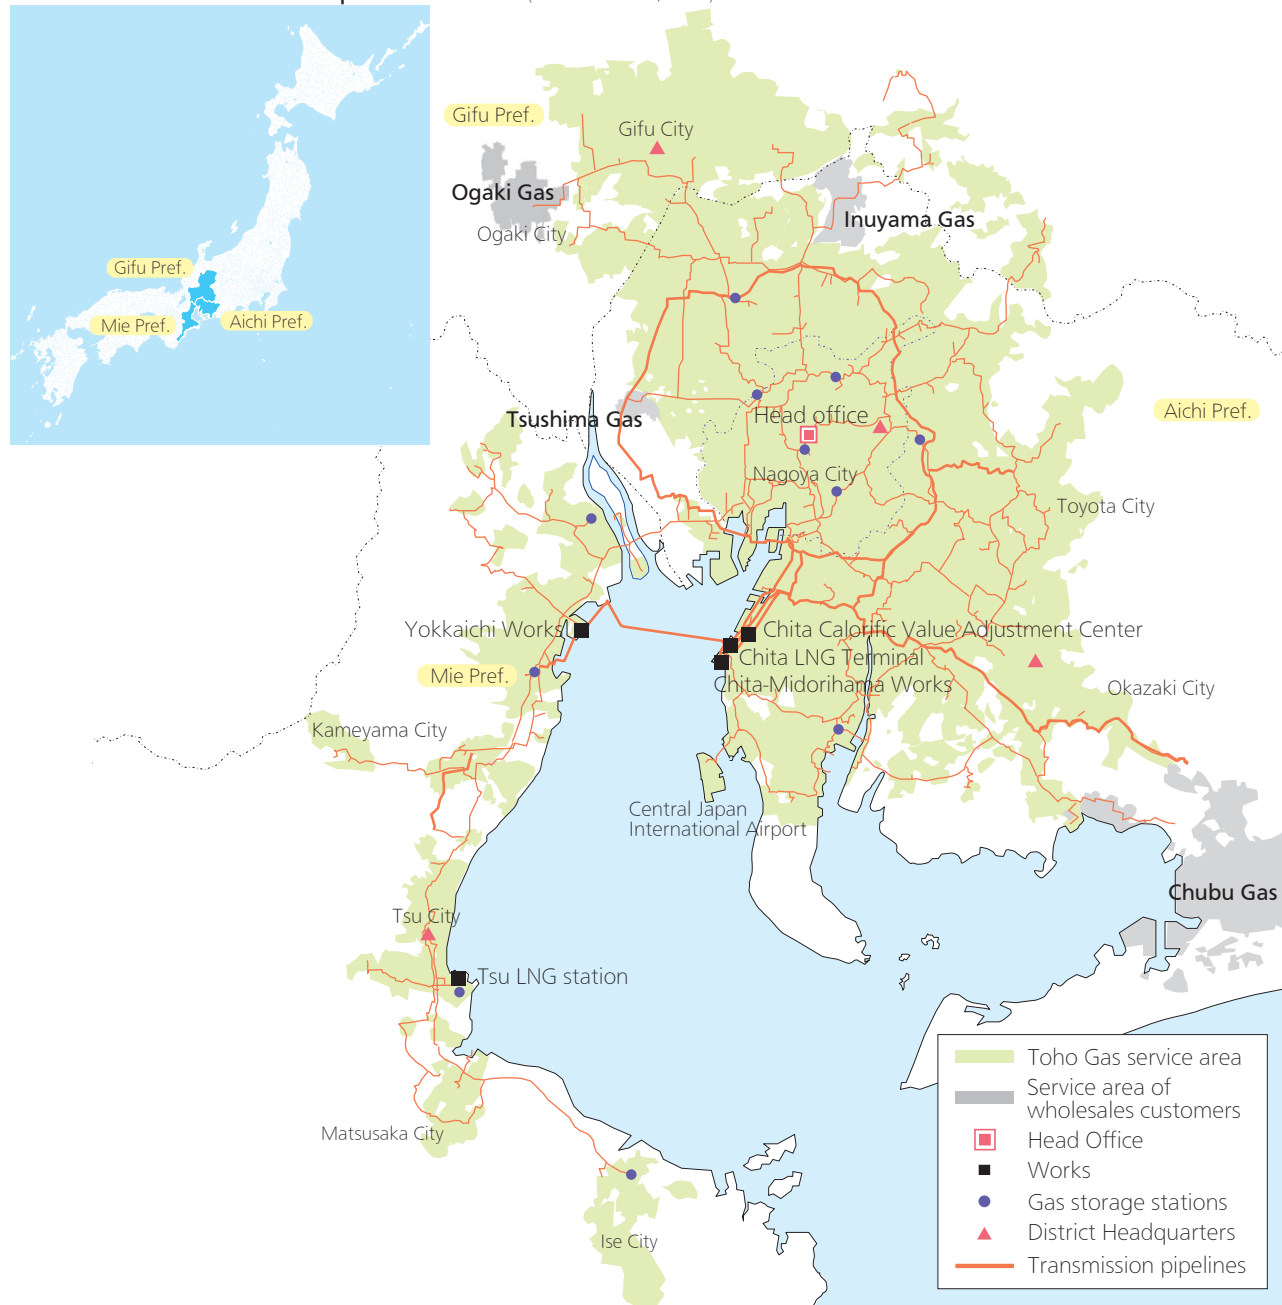 Gifu Pref.
Gifu City
Ogaki Gas
Ogaki City
Inuyama Gas
Gifu Pref.
Mie Pref.
Aichi Pref.
Tsushima Gas
Head office
Aichi Pref.
Nagoya City
Toyota City
Yokkaichi Works
Chita Calorific Value Adjustment Center
Chita LNG Terminal
Chita-Midorihama Works
Mie Pref.
Okazaki City
Kameyama City
Central Japan
International Airport
Chubu Gas
Tsu City
Tsu LNG station
Matsusaka City
Ise City
Toho Gas service area
Service area of
wholesales customers
Head Office
Works
Gas storage stations
District Headquarters
Transmission pipelines